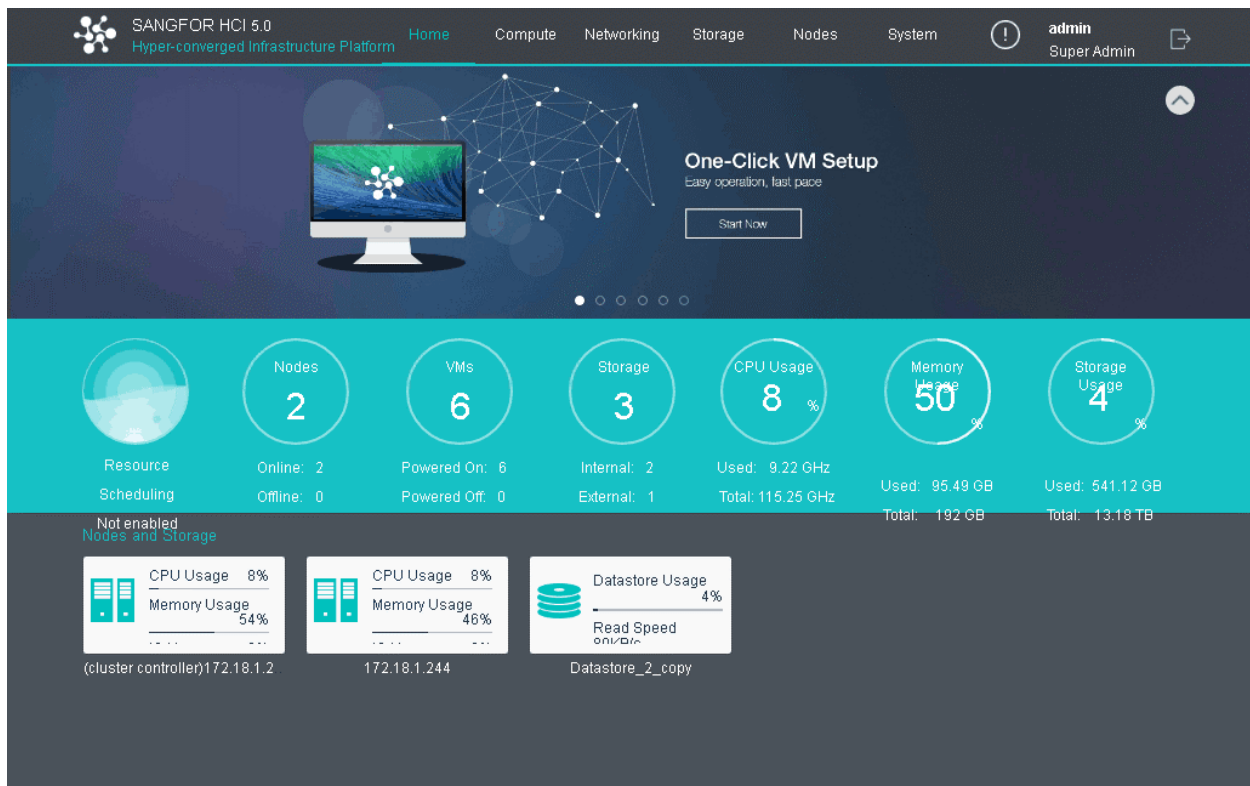 SANGFOR HCI 5.0
Hyper-converged Infrastructure Platform
Home Compute Networking Storage Nodes System
admin
Super Admin
One-Click VM Setup
Easy operation, fast pace
Start Now
Resource
Scheduling
Not enabled
Nodes
2
Online: 2
Offline: 0
VMs
6
Powered On: 6
Powered Off: 0
Storage
3
Internal: 2
External: 1
CPU Usage
8 %
Used: 9.22 GHz
Total: 115.25 GHz
Memory
Usage
50 %
Used: 95.49 GB
Total: 192 GB
Storage
Usage
4 %
Used: 541.12 GB
Total: 13.18 TB
Nodes and Storage
CPU Usage 8%
Memory Usage
54%
(cluster controller)172.18.1.2
CPU Usage 8%
Memory Usage
46%
172.18.1.244
Datastore Usage
4%
Read Speed
80KB/s
Datastore_2_copy